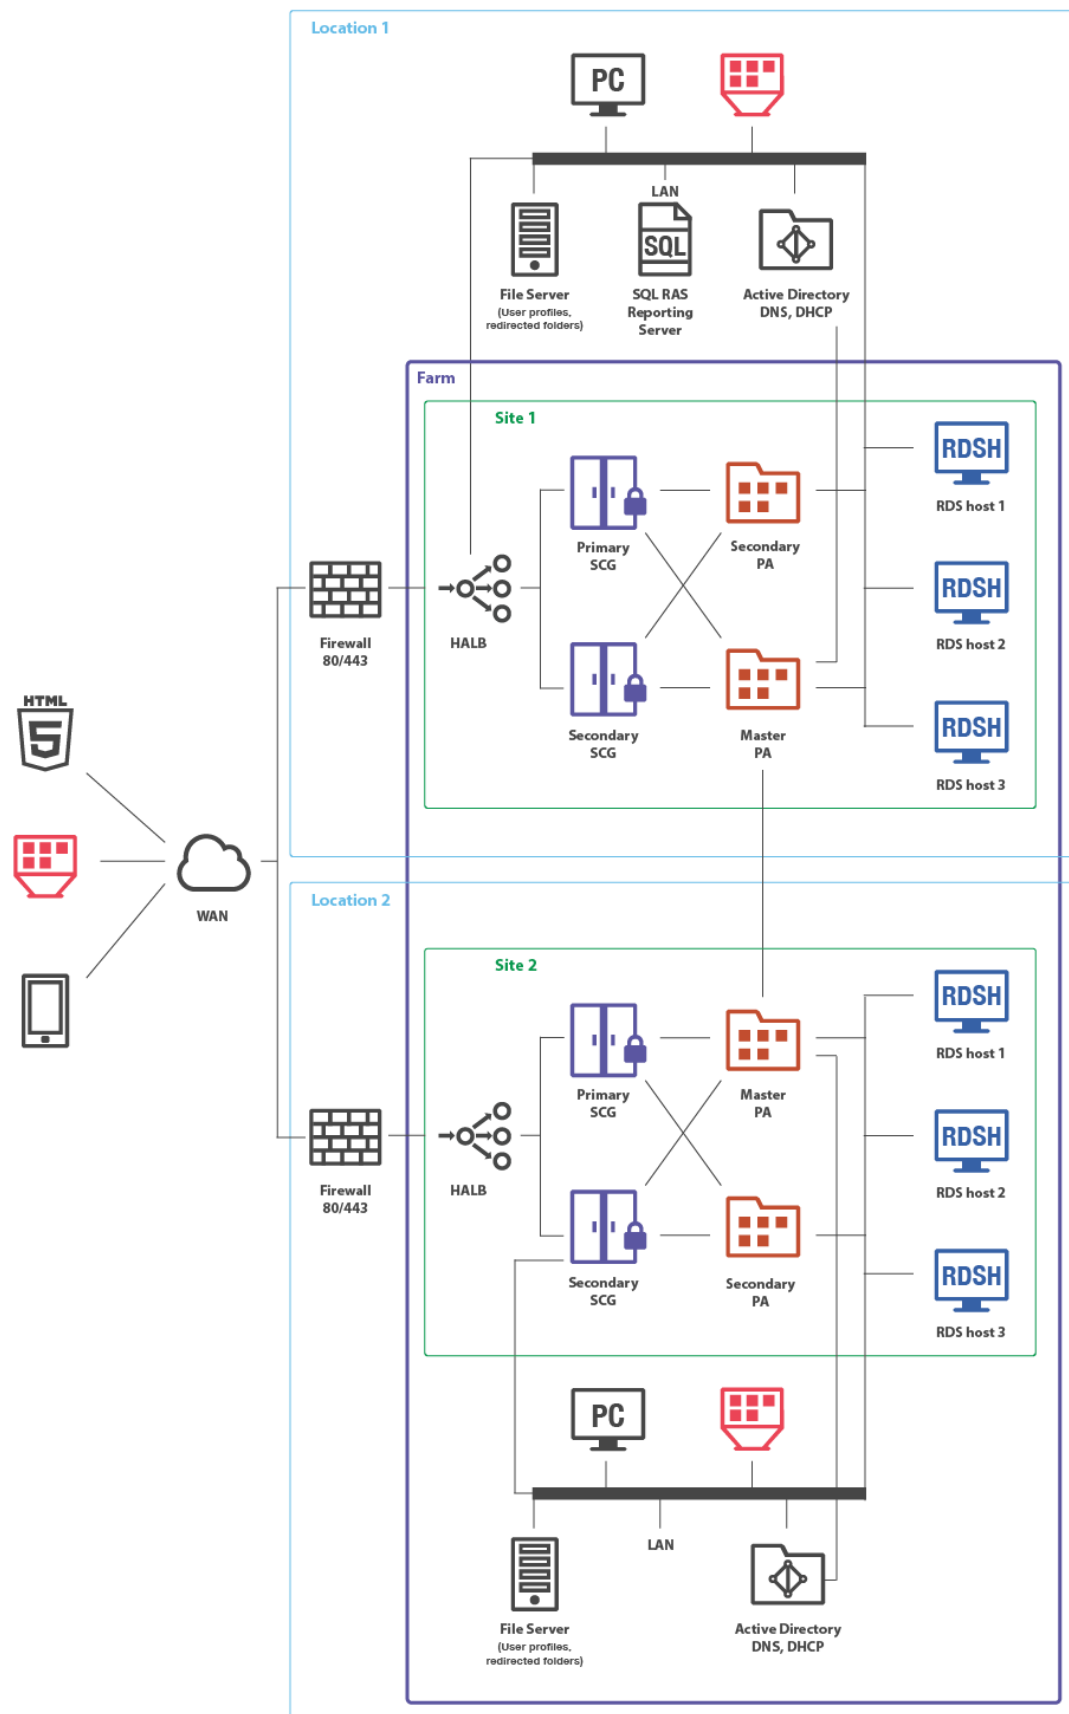 Location 1
PC
LAN
SQL
File Server
(User profiles,
redirected folders)
SQL RAS
Reporting
Server
Active Directory
DNS, DHCP
Farm
Site 1
RDSH
RDS host 1
Primary
SCG
Secondary
PA
RDSH
RDS host 2
Firewall
80/443
HALB
Secondary
SCG
Master
PA
RDSH
RDS host 3
HTML
5
WAN
Location 2
Site 2
RDSH
RDS host 1
Primary
SCG
Master
PA
RDSH
RDS host 2
Firewall
80/443
HALB
Secondary
SCG
Secondary
PA
RDSH
RDS host 3
PC
LAN
File Server
(User profiles,
redirected folders)
Active Directory
DNS, DHCP